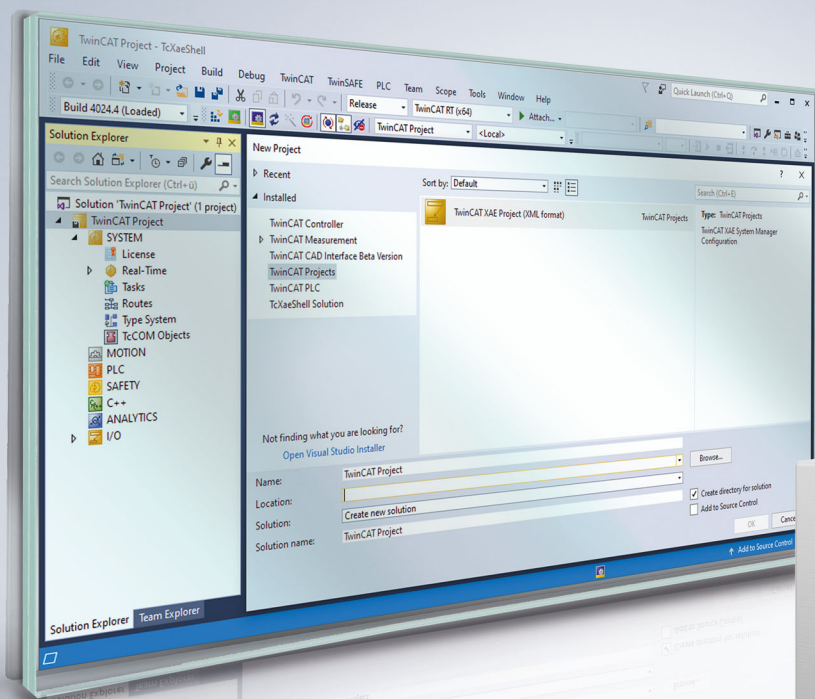 TwinCAT Project - TcXaeShell
File Edit View Project Build Debug TwinCAT TwinSAFE PLC Team Scope Tools Window Help
Quick Launch (Ctrl+Q)
Release
TwinCAT RT (x64)
Attach...
Build 4024.4 (Loaded)
TwinCAT Project
<Local>
Solution Explorer
Search Solution Explorer (Ctrl+ü)
Solution 'TwinCAT Project' (1 project)
TwinCAT Project
SYSTEM
License
Real-Time
Tasks
Routes
Type System
TcCOM Objects
MOTION
PLC
SAFETY
C++
ANALYTICS
I/O
Solution Explorer Team Explorer
New Project
? X
Recent
Installed
TwinCAT Controller
TwinCAT Measurement
TwinCAT CAD Interface Beta Version
TwinCAT Projects
TwinCAT PLC
TcXaeShell Solution
Not finding what you are looking for?
Open Visual Studio Installer
Sort by: Default
Search (Ctrl+E)
TwinCAT XAE Project (XML format) TwinCAT Projects
Type: TwinCAT Projects
TwinCAT XAE System Manager
Configuration
Name: TwinCAT Project
Location:
Browse...
Solution: Create new solution
Solution name: TwinCAT Project
Create directory for solution
Add to Source Control
OK Cance
Add to Source Control